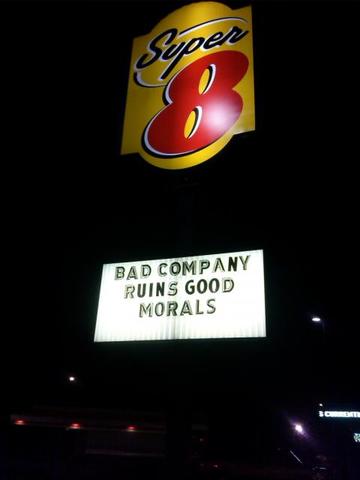 Super
8
BAD COMPANY
RUINS GOOD
MORALS